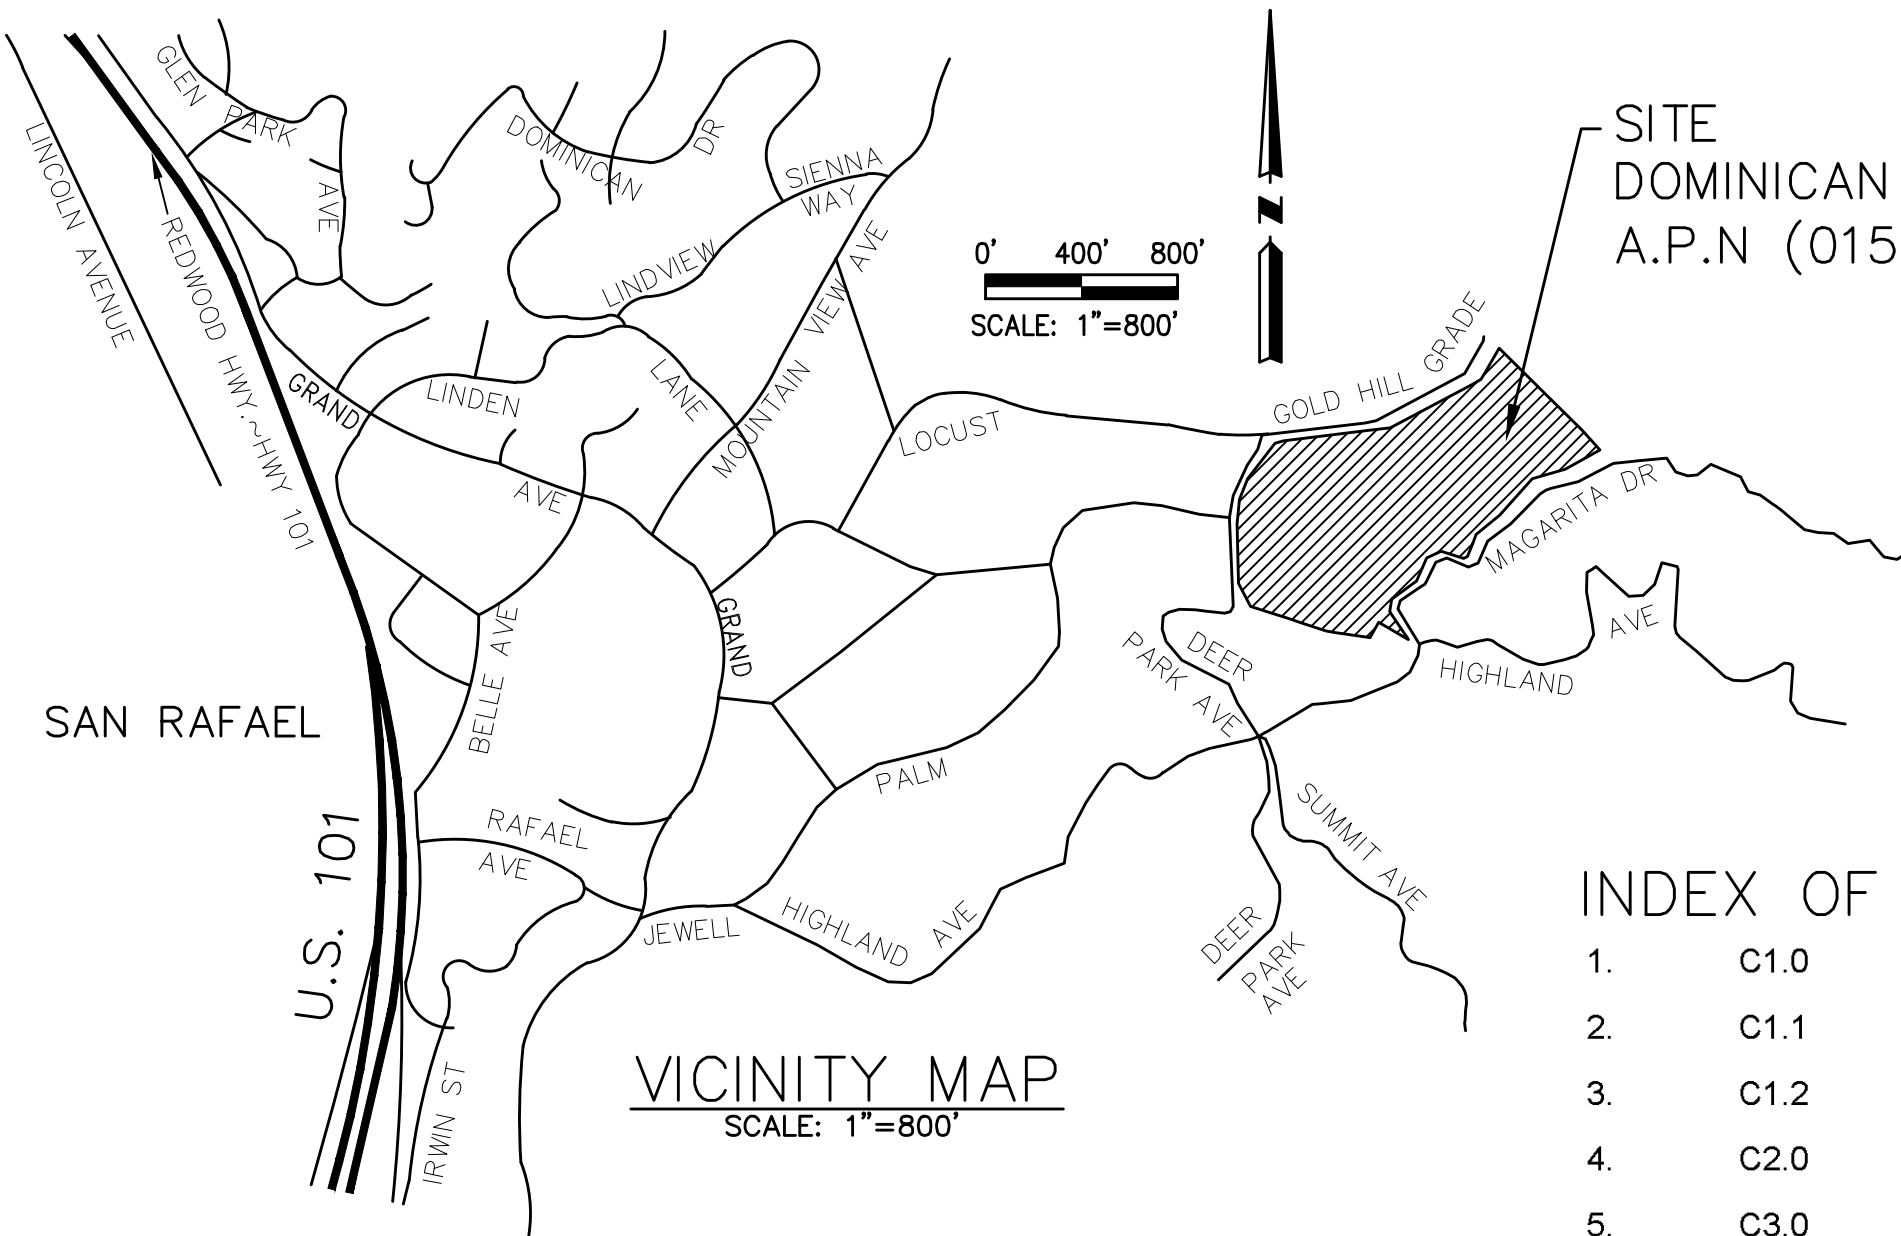 GLEN PARK AVE
LINCOLN AVENUE
REDWOOD HWY.~HWY 101
DOMINICAN DR
SIENNA
WAY
LINDVIEW
MOUNTAIN VIEW AVE
0' 400' 800'
SCALE: 1"=800'
N
SITE
DOMINICAN
A.P.N (015
GOLD HILL GRADE
GRAND AVE
LINDEN LANE
LOCUST
MAGARITA DR
GRAND
BELLE AVE
DEER
PARK AVE
HIGHLAND AVE
SAN RAFAEL
PALM
U.S. 101
RAFAEL
AVE
JEWELL
HIGHLAND AVE
SUMMIT AVE
DEER
PARK
AVE
IRWIN ST
VICINITY MAP
SCALE: 1"=800'
INDEX OF
1. C1.0
2. C1.1
3. C1.2
4. C2.0
5. C3.0